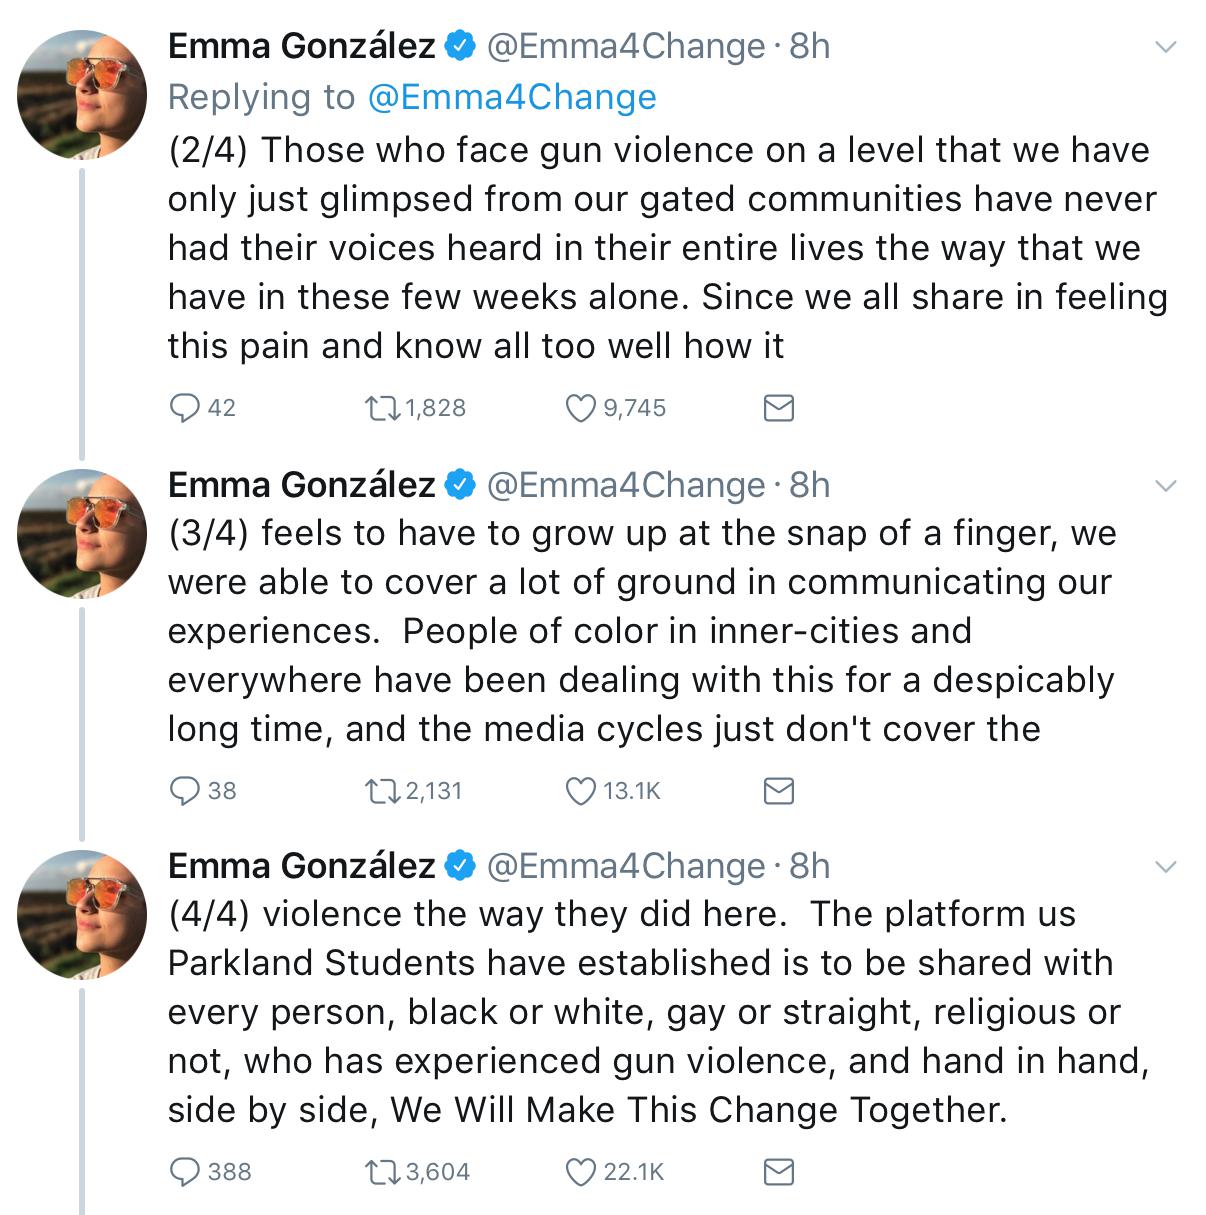 Emma González @Emma4Change · 8h
Replying to @Emma4Change
(2/4) Those who face gun violence on a level that we have
only just glimpsed from our gated communities have never
had their voices heard in their entire lives the way that we
have in these few weeks alone. Since we all share in feeling
this pain and know all too well how it
42 1,828 9,745
Emma González @Emma4Change · 8h
(3/4) feels to have to grow up at the snap of a finger, we
were able to cover a lot of ground in communicating our
experiences.  People of color in inner-cities and
everywhere have been dealing with this for a despicably
long time, and the media cycles just don't cover the
38 2,131 13.1K
Emma González @Emma4Change · 8h
(4/4) violence the way they did here.  The platform us
Parkland Students have established is to be shared with
every person, black or white, gay or straight, religious or
not, who has experienced gun violence, and hand in hand,
side by side, We Will Make This Change Together.
388 3,604 22.1K